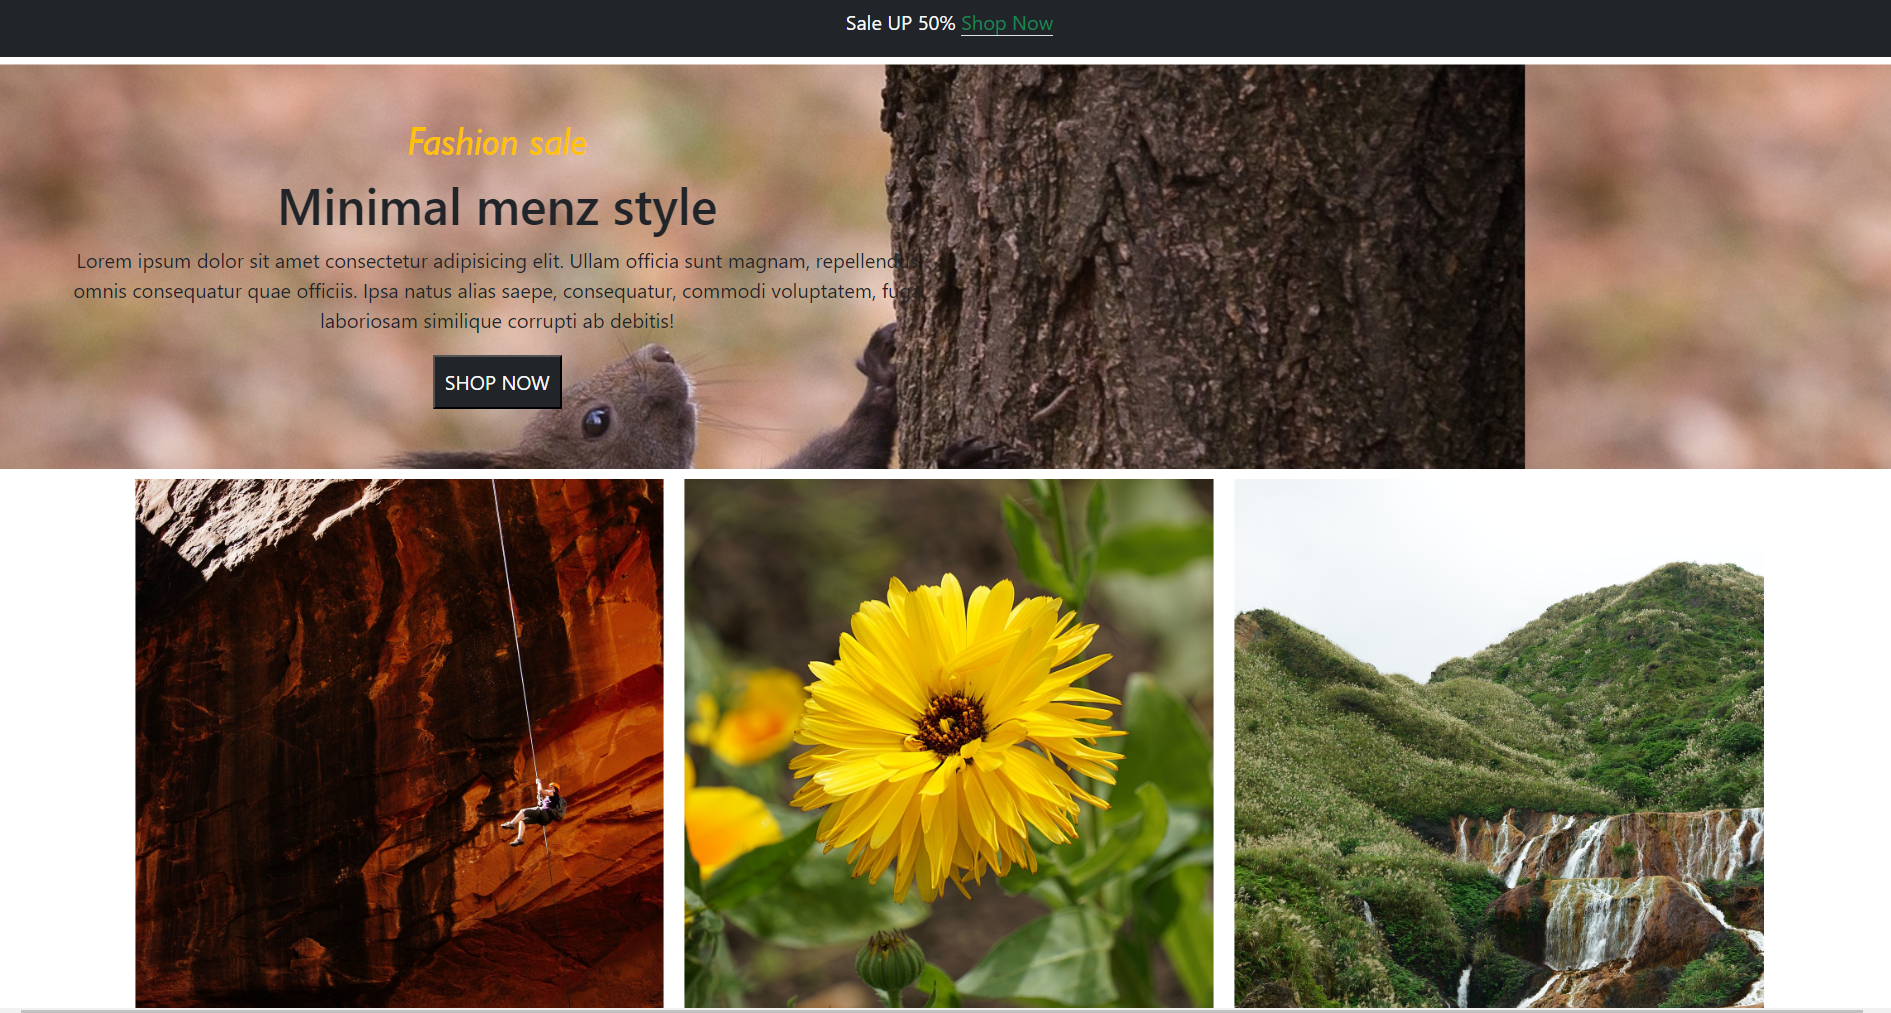 Sale UP 50% Shop Now
Fashion sale
Minimal menz style
Lorem ipsum dolor sit amet consectetur adipisicing elit. Ullam officia sunt magnam, repellendus
omnis consequatur quae officiis. Ipsa natus alias saepe, consequatur, commodi voluptatem, fuga
laboriosam similique corrupti ab debitis!
SHOP NOW